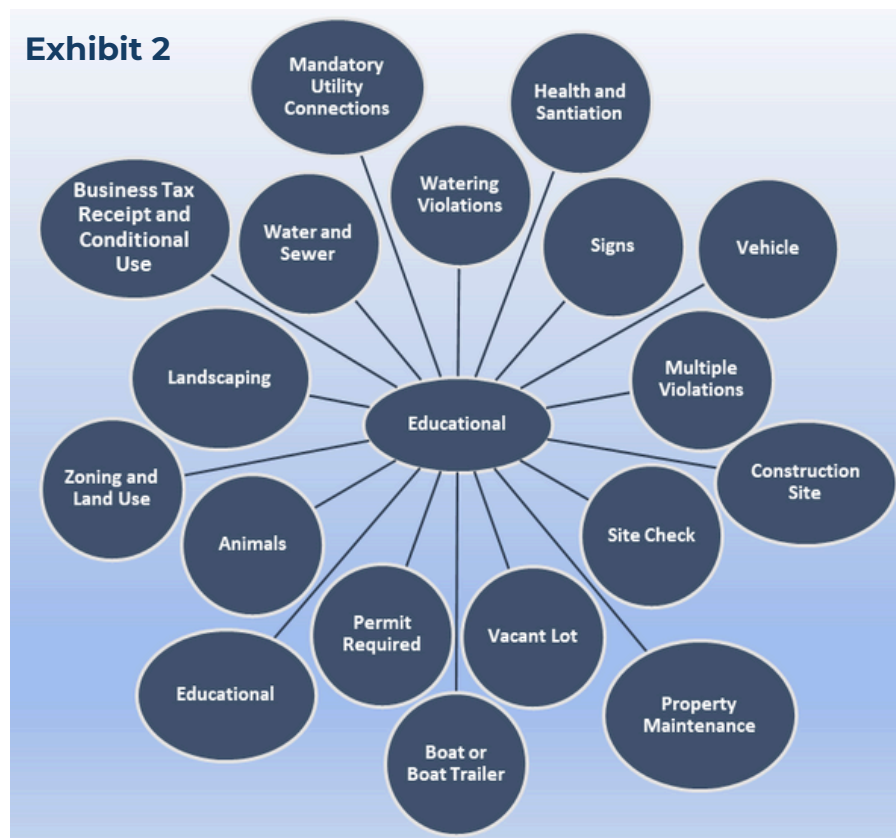 Exhibit 2
Mandatory
Utility
Connections
Health and
Santiation
Watering
Violations
Business Tax
Receipt and
Conditional
Use
Water and
Sewer
Signs
Vehicle
Landscaping
Multiple
Violations
Educational
Zoning and
Land Use
Construction
Site
Animals
Site Check
Permit
Required
Vacant Lot
Educational
Property
Maintenance
Boat or
Boat Trailer